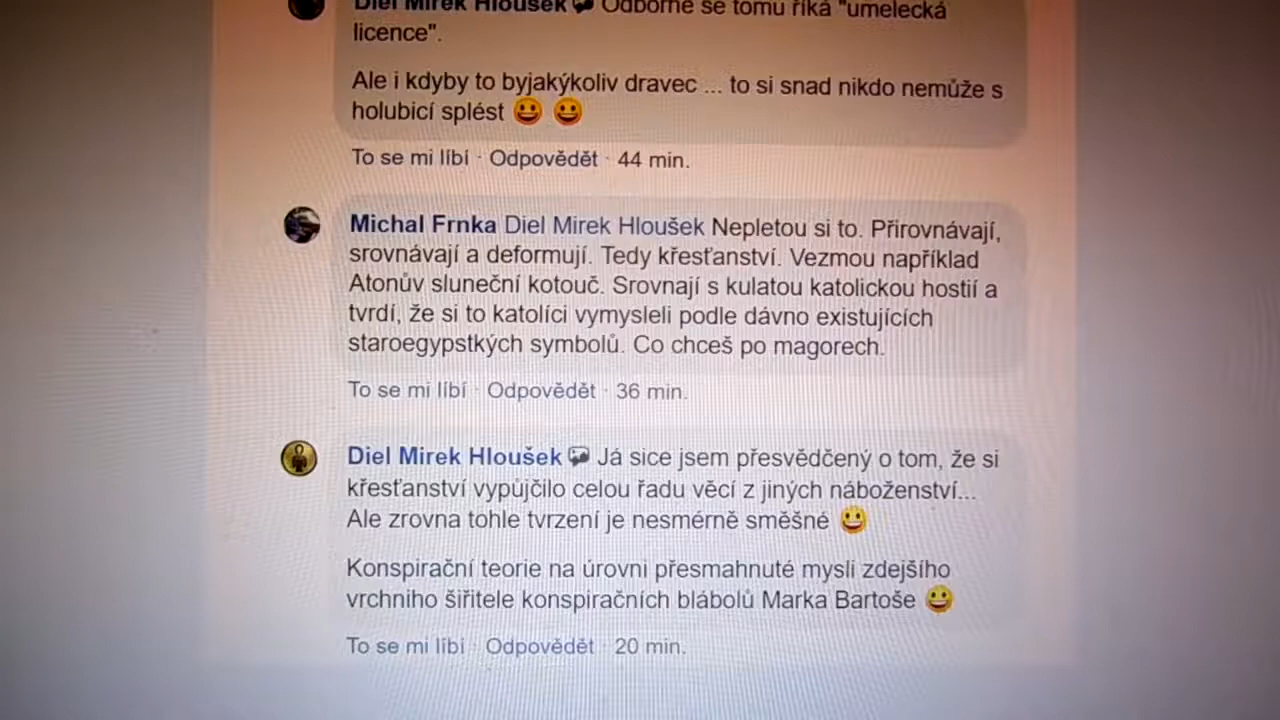 Diel Mirek Hloušek Odborně se tomu říká "umělecká
licence".
Ale i kdyby to byjakýkoliv dravec ... to si snad nikdo nemůže s
holubicí splést 😀 😀
To se mi líbí · Odpovědět · 44 min.
Michal Frnka Diel Mirek Hloušek Nepletou si to. Přirovnávají,
srovnávají a deformují. Tedy křesťanství. Vezmou například
Atonův sluneční kotouč. Srovnají s kulatou katolickou hostií a
tvrdí, že si to katolíci vymysleli podle dávno existujících
staroegypstkých symbolů. Co chceš po magorech.
To se mi líbí · Odpovědět · 36 min.
Diel Mirek Hloušek Já sice jsem přesvědčený o tom, že si
křesťanství vypůjčilo celou řadu věcí z jiných náboženství...
Ale zrovna tohle tvrzení je nesmérně směšné 😀
Konspirační teorie na úrovni přesmahnuté mysli zdejšího
vrchniho šiřitele konspiračních blábolů Marka Bartoše 😀
To se mi líbí · Odpovědět · 20 min.